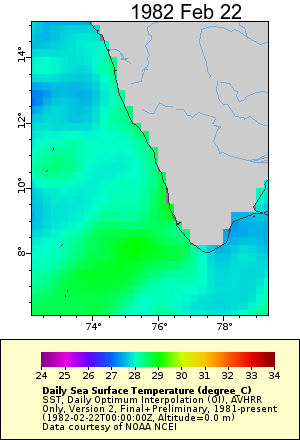 1982 Feb 22
14°
12°
10°
8°
74° 76° 78°
24 25 26 27 28 29 30 31 32 33 34
Daily Sea Surface Temperature (degree_C)
SST, Daily Optimum Interpolation (OI), AVHRR
Only, Version 2, Final+Preliminary, 1981-present
(1982-02-22T00:00:00Z, Altitude=0.0 m)
Data courtesy of NOAA NCEI